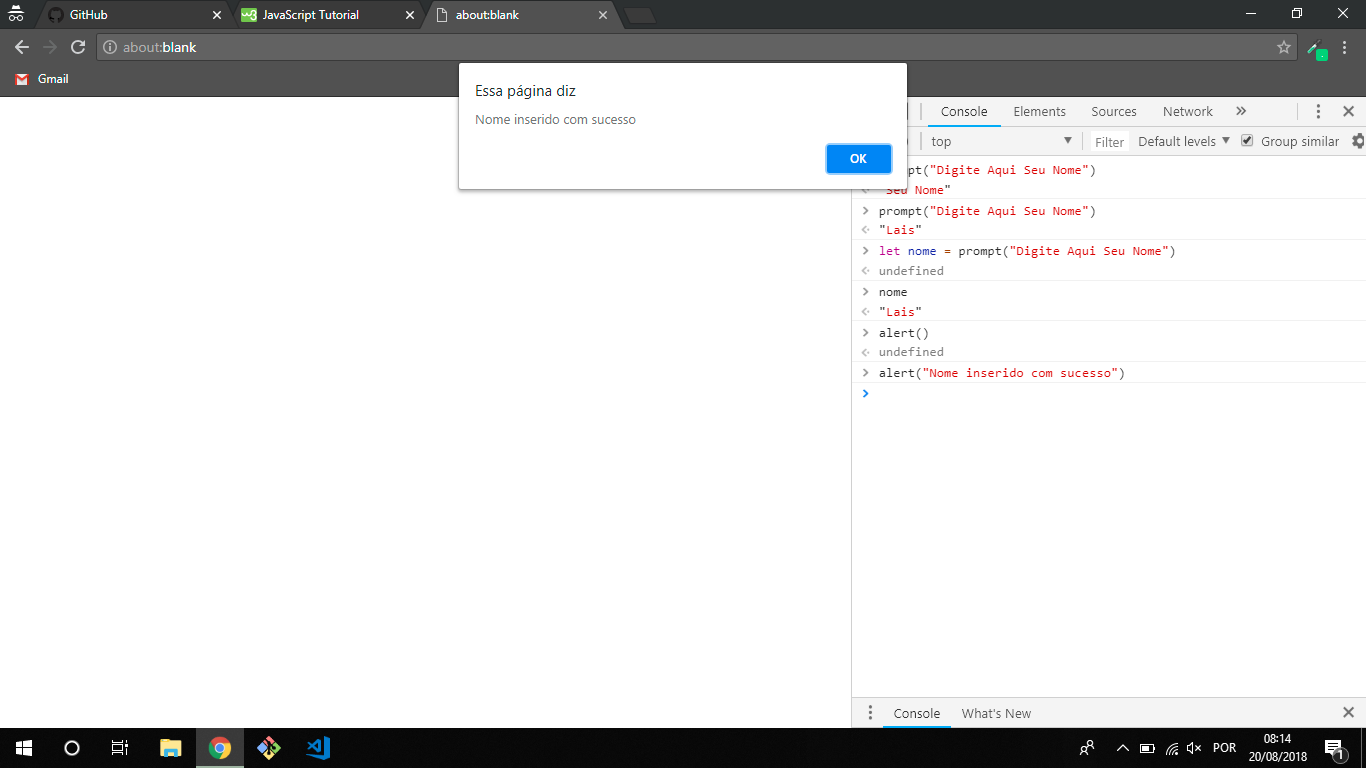 GitHub
JavaScript Tutorial
about:blank
about:blank
Gmail
Essa página diz
Nome inserido com sucesso
OK
Console Elements Sources Network
top Filter Default levels Group similar
pt("Digite Aqui Seu Nome")
Seu Nome"
prompt("Digite Aqui Seu Nome")
"Lais"
let nome = prompt("Digite Aqui Seu Nome")
undefined
nome
"Lais"
alert()
undefined
alert("Nome inserido com sucesso")
Console What's New
POR
08:14
20/08/2018
1